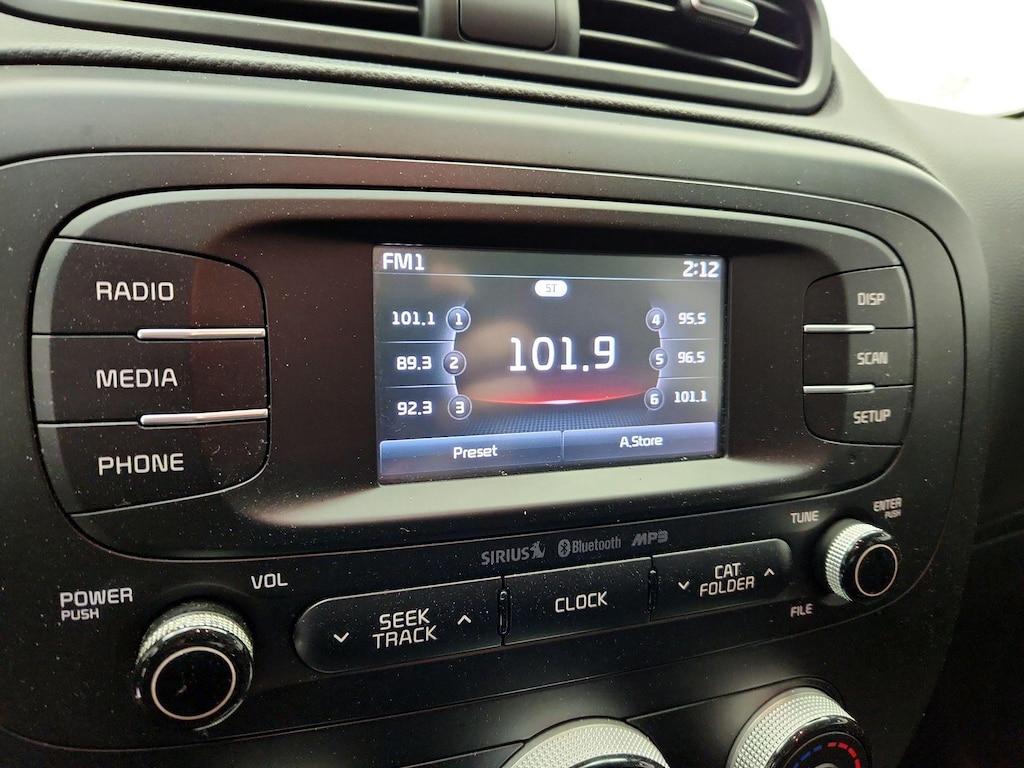 FM1 2:12
ST
RADIO
MEDIA
PHONE
101.1 1
89.3 2
92.3 3
101.9
4 95.5
5 96.5
6 101.1
Preset A.Store
DISP
SCAN
SETUP
SIRIUS Bluetooth MP3
TUNE
ENTER
PUSH
POWER
PUSH
VOL
SEEK
TRACK
CLOCK
CAT
FOLDER
FILE